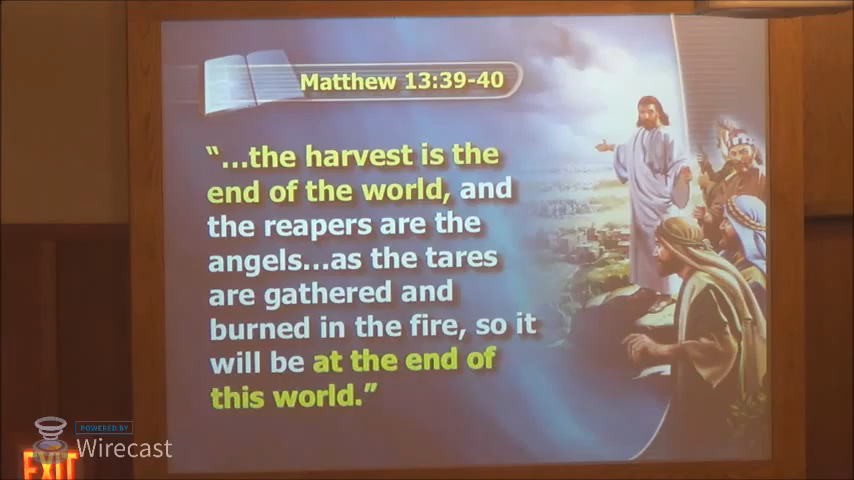 Matthew 13:39-40
“...the harvest is the
end of the world, and
the reapers are the
angels...as the tares
are gathered and
burned in the fire, so it
will be at the end of
this world.”
POWERED BY
Wirecast
EXIT